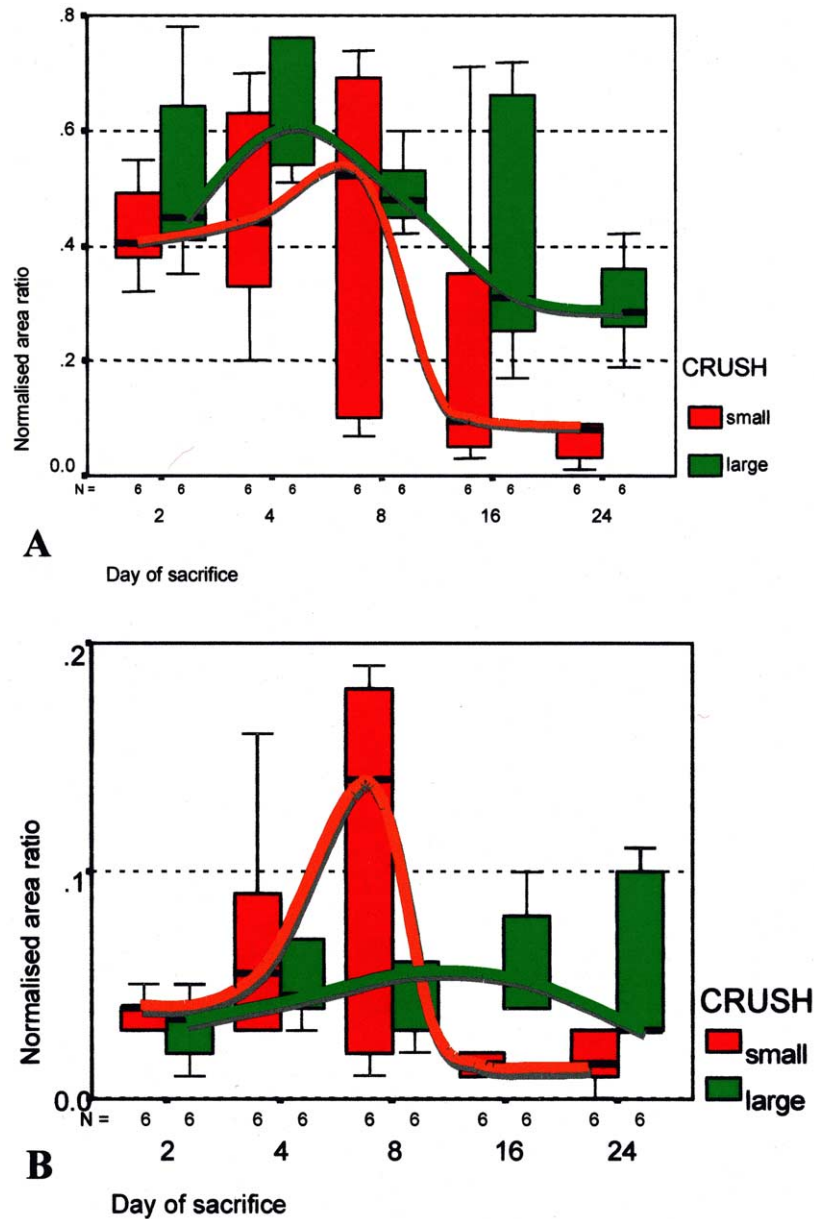 .8
.6
.4
.2
0.0
Normalised area ratio
N = 6 6 6 6 6 6 6 6 6 6
2 4 8 16 24
A
Day of sacrifice
CRUSH
small
large
.2
.1
0.0
Normalised area ratio
N = 6 6 6 6 6 6 6 6 6 6
2 4 8 16 24
B
Day of sacrifice
CRUSH
small
large